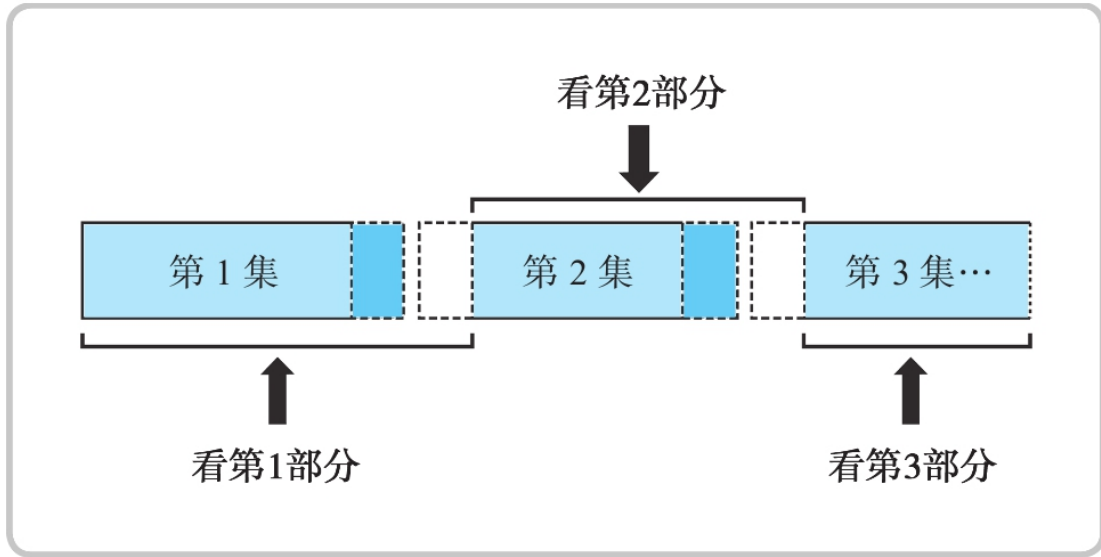 看第2部分
第 1 集
第 2 集
第 3 集…
看第1部分
看第3部分